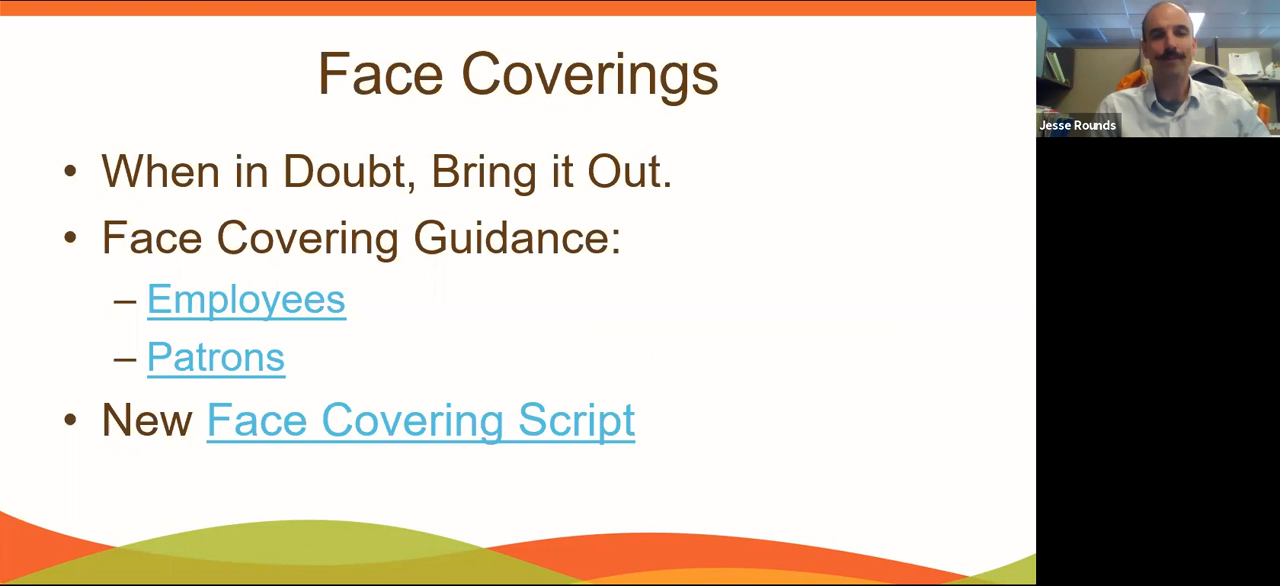 Face Coverings
• When in Doubt, Bring it Out.
• Face Covering Guidance:
– Employees
– Patrons
• New Face Covering Script
Jesse Rounds